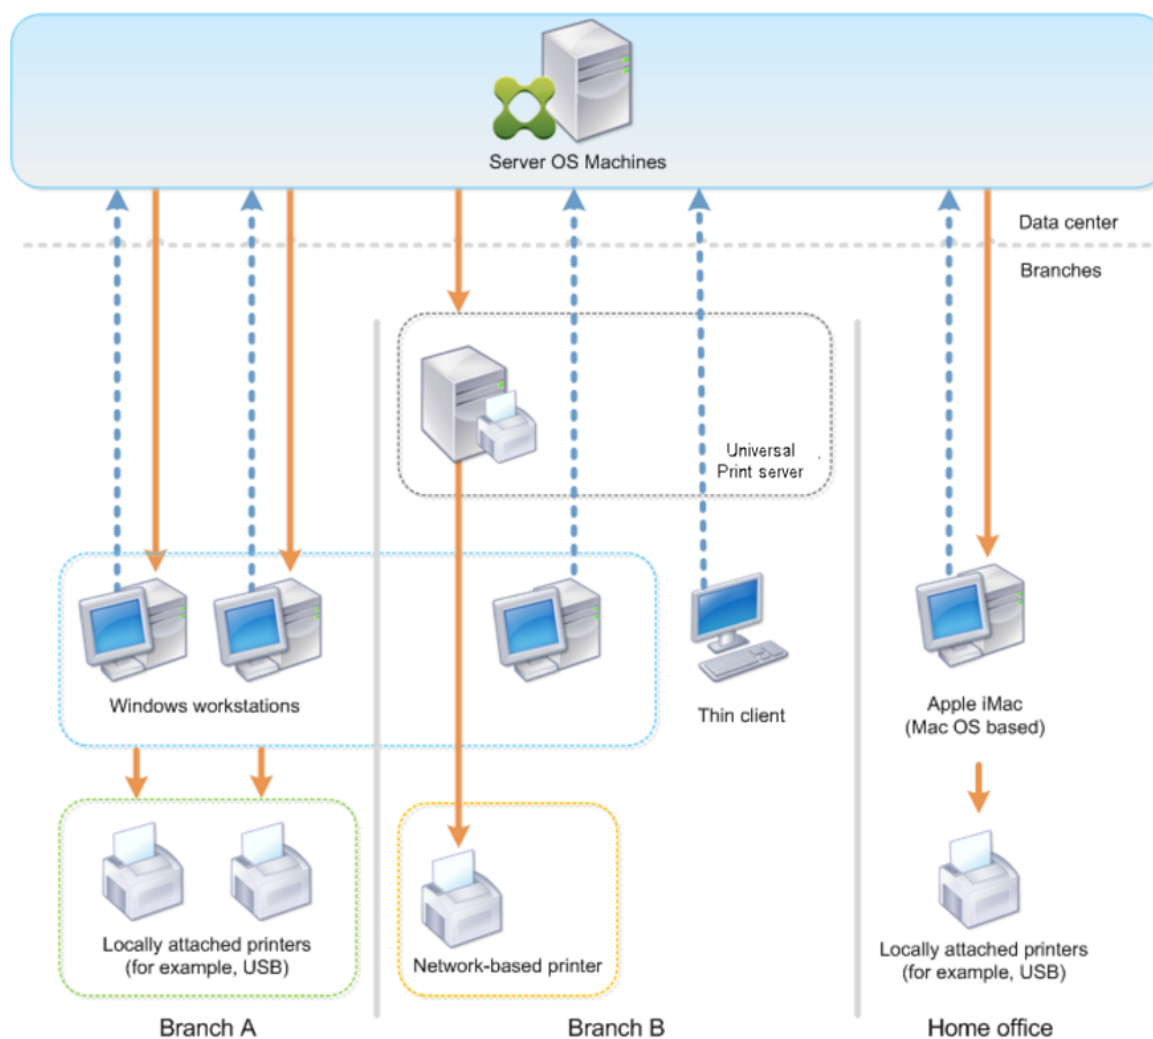 Server OS Machines
Data center
Branches
Universal
Print server
Windows workstations
Thin client
Apple iMac
(Mac OS based)
Locally attached printers
(for example, USB)
Network-based printer
Locally attached printers
(for example, USB)
Branch A
Branch B
Home office